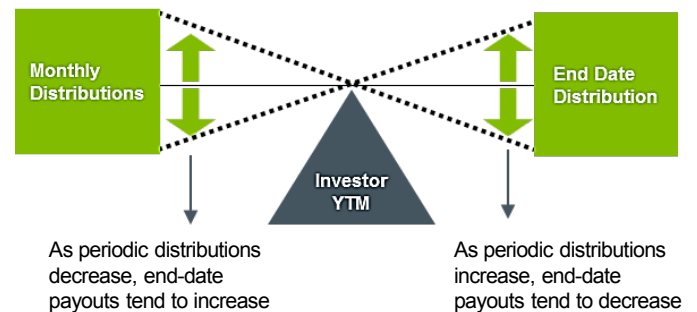 Monthly
Distributions
End Date
Distribution
Investor
YTM
As periodic distributions
decrease, end-date
payouts tend to increase
As periodic distributions
increase, end-date
payouts tend to decrease